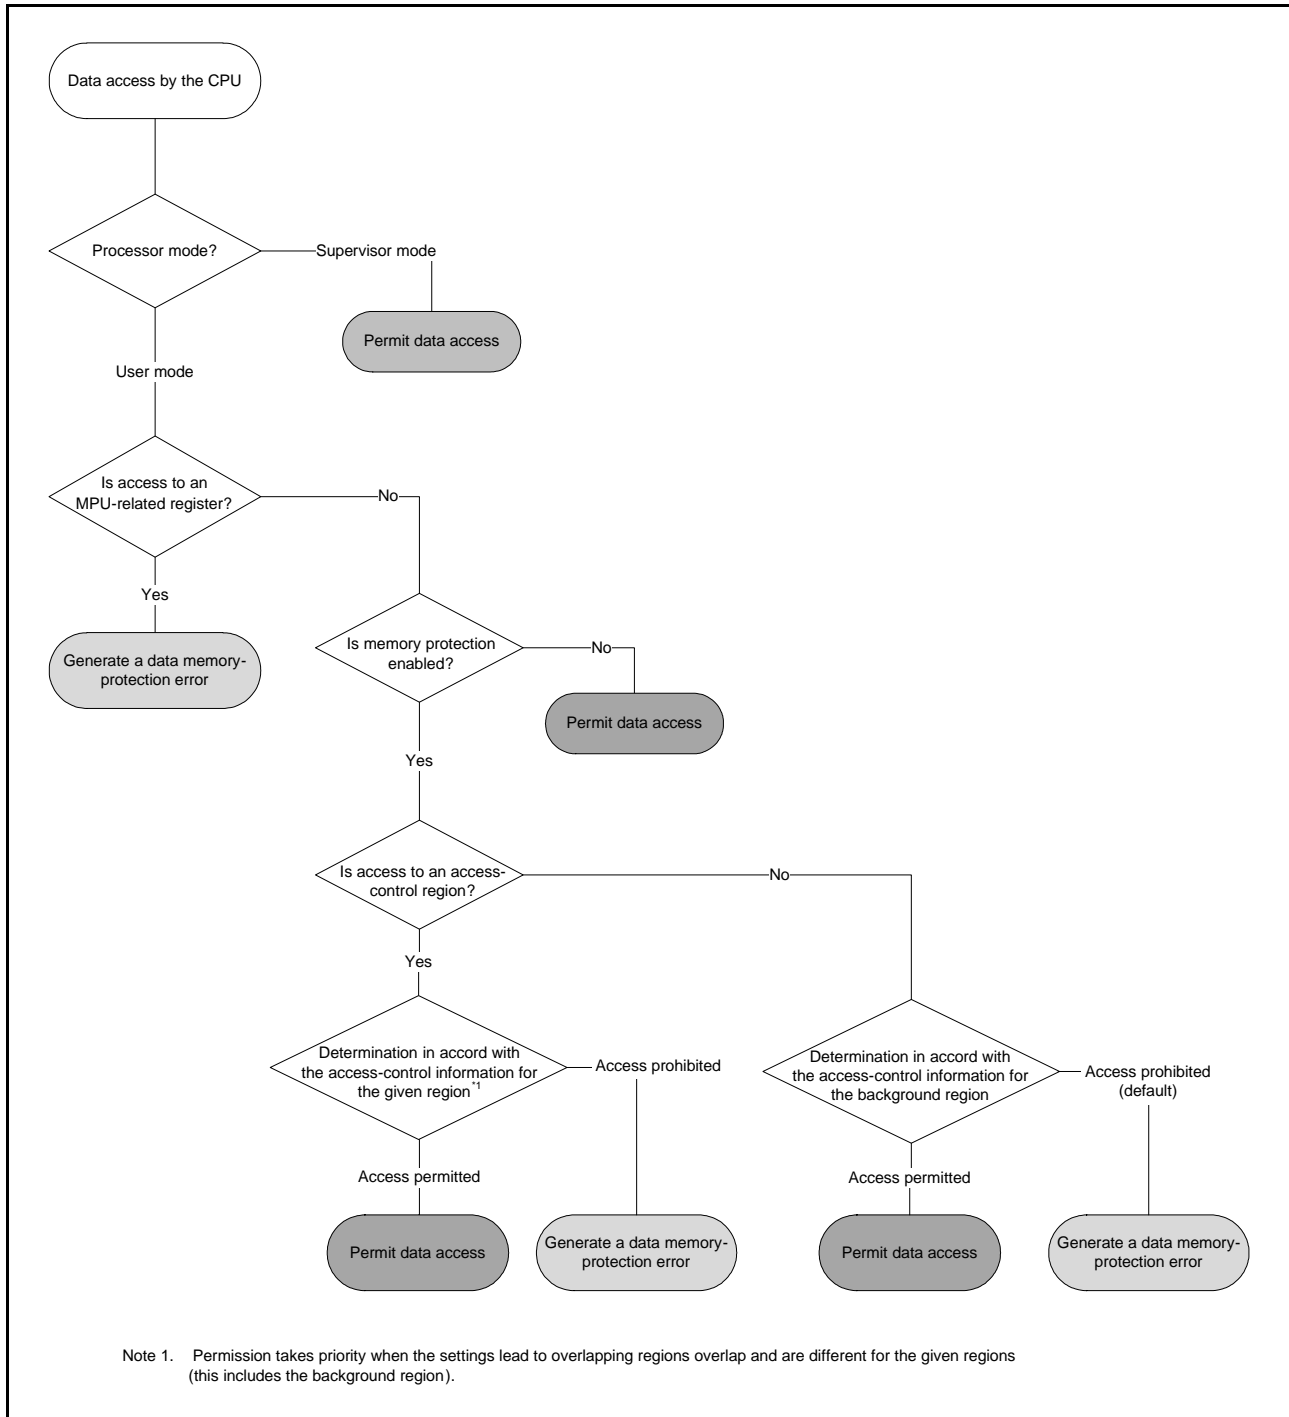 Data access by the CPU
Processor mode?
Supervisor mode
Permit data access
User mode
Is access to an
MPU-related register?
No
Yes
Generate a data memory-
protection error
Is memory protection
enabled?
No
Permit data access
Yes
Is access to an access-
control region?
No
Yes
Determination in accord with
the access-control information for
the given region*1
Access prohibited
Determination in accord with
the access-control information for
the background region
Access prohibited
(default)
Access permitted
Access permitted
Permit data access
Generate a data memory-
protection error
Permit data access
Generate a data memory-
protection error
Note 1. Permission takes priority when the settings lead to overlapping regions overlap and are different for the given regions
(this includes the background region).